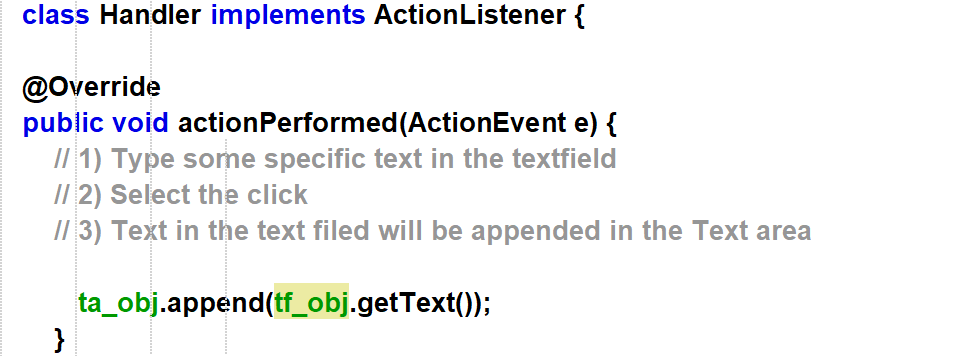 class Handler implements ActionListener {
@Override
public void actionPerformed(ActionEvent e) {
// 1) Type some specific text in the textfield
// 2) Select the click
// 3) Text in the text filed will be appended in the Text area
ta_obj.append(tf_obj.getText());
}